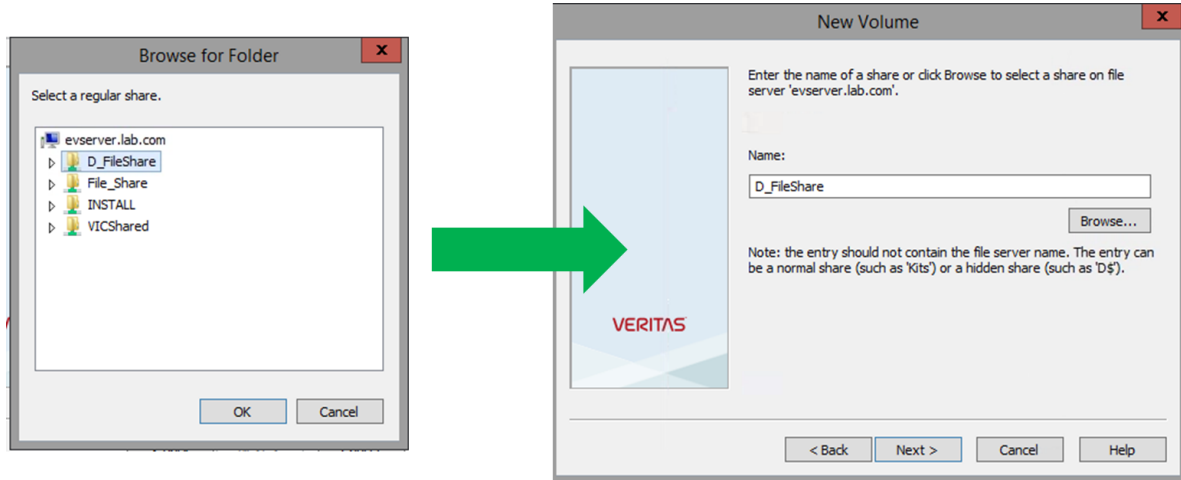 Browse for Folder
x
Select a regular share.
evserver.lab.com
D_FileShare
File_Share
INSTALL
VICShared
OK
Cancel
New Volume
x
Enter the name of a share or click Browse to select a share on file
server 'evserver.lab.com'.
Name:
D_FileShare
Browse...
Note: the entry should not contain the file server name. The entry can
be a normal share (such as 'Kits') or a hidden share (such as 'D$').
VERITAS
< Back
Next >
Cancel
Help